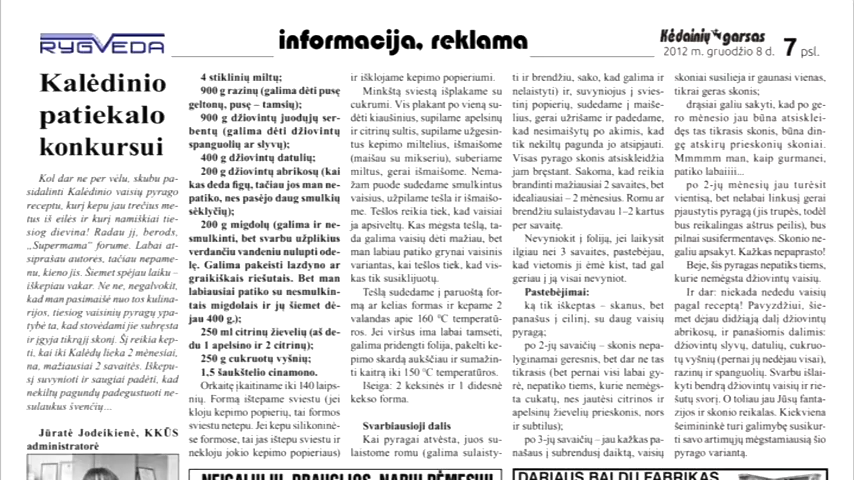 RYGVEDA
informacija, reklama
Kėdainių garsas
2012 m. gruodžio 8 d. 7 psl.
Kalėdinio
patiekalo
konkursui
Kol dar ne per vėlu, skubu pa-
sidalinti Kalėdinio vaisių pyrago
receptu, kurį kepu jau trečius me-
tus iš eilės ir kurį namiškiai tie-
siog dievina! Radau jį, berods,
„Supermama“ forume. Labai at-
siprašau autorės, tačiau nepame-
nu, kieno jis. Šiemet spėjau laiku –
iškepiau vakar. Ne ne, negalvokit,
kad man pasimaišė nuo tos kulina-
rijos, tiesiog vaisinių pyragų ypa-
tybė ta, kad stovėdami jie subręsta
ir įgyja tikrąjį skonį. Šį reikia kep-
ti, kai iki Kalėdų lieka 2 mėnesiai,
na, mažiausiai 2 savaitės. Iškepu-
sį suvynioti ir saugiai padėti, kad
nekiltų pagundų padegustuoti ne-
sulaukus švenčių...
Jūratė Jodeikienė, KKŪS
administratorė
4 stiklinių miltų;
900 g razinų (galima dėti pusę
geltonų, pusę – tamsių);
900 g džiovintų juodųjų ser-
bentų (galima dėti džiovintų
spanguolių ar slyvų);
400 g džiovintų datulių;
200 g džiovintų abrikosų (kai
kas deda figų, tačiau jos man ne-
patiko, nes pasėjo daug smulkių
sėklyčių);
200 g migdolų (galima ir ne-
smulkinti, bet svarbu užplikius
verdančiu vandeniu nulupti ode-
lę. Galima pakeisti lazdyno ar
graikiškais riešutais. Bet man
labiausiai patiko su nesmulkin-
tais migdolais ir jų šiemet dė-
jau 400 g.);
250 ml citrinų žievelių (aš de-
du 1 apelsino ir 2 citrinų);
250 g cukruotų vyšnių;
1,5 šaukštelio cinamono.
Orkaitę įkaitiname iki 140 laips-
nių. Formą ištepame sviestu (jei
kloju kepimo popierių, tai formos
sviestu netepu. Jei kepu silikoninė-
se formose, tai jas ištepu sviestu ir
nekloju jokio kepimo popieriaus)
ir išklojame kepimo popieriumi.
Minkštą sviestą išplakame su
cukrumi. Vis plakant po vieną su-
dėti kiaušinius, supilame apelsinų
ir citrinų sultis, supilame užgesin-
tus kepimo miltelius, išmaišome
(maišau su mikseriu), suberiame
miltus, gerai išmaišome. Nema-
žam puode sudedame smulkintus
vaisius, užpilame tešla ir išmaišo-
me. Tešlos reikia tiek, kad vaisiai
ja apsiveltų. Kas mėgsta tešlą, ta-
da galima vaisių dėti mažiau, bet
man labiau patiko grynai vaisinis
variantas, kai tešlos tiek, kad vis-
kas tik susiklijuotų.
Tešlą sudedame į paruoštą for-
mą ar kelias formas ir kepame 2
valandas apie 160 °C temperatū-
ros. Jei viršus ima labai tamsėti,
galima pridengti folija, pakelti ke-
pimo skardą aukščiau ir sumažin-
ti kaitrą iki 150 °C temperatūros.
Išeiga: 2 keksinės ir 1 didesnė
kekso forma.
Svarbiausioji dalis
Kai pyragai atvėsta, juos su-
laistome romu (galima sulaisty-
ti ir brendžiu, sako, kad galima ir
nelaistyti) ir, suvyniojus į sviesti-
nį popierių, sudedame į maiše-
lius, gerai užrišame ir padedame,
kad nesimaišytų po akimis, kad
tik nekiltų pagunda jo atsipjauti.
Visas pyrago skonis atsiskleidžia
jam bręstant. Sakoma, kad reikia
brandinti mažiausiai 2 savaites, bet
idealiausiai – 2 mėnesius. Romu ar
brendžiu sulaistydavau 1–2 kartus
per savaitę.
Nevyniokit į foliją, jei laikysit
ilgiau nei 3 savaites, pastebėjau,
kad vietomis ji ėmė kist, tad gal
geriau į ją visai nevyniot.
Pastebėjimai:
ką tik iškeptas – skanus, bet
panašus į eilinį, su daug vaisių
pyragą;
po 2-jų savaičių – skonis nepa-
lyginamai geresnis, bet dar ne tas
tikrasis (bet pernai visi labai gy-
rė, nepatiko tiems, kurie nemėgs-
ta cukatų, nes jautėsi citrinos ir
apelsinų žievelių prieskonis, nors
ir subtilus);
po 3-jų savaičių – jau kažkas pa-
našaus į subrendusį daiktą, vaisių
skoniai susilieja ir gaunasi vienas,
tikrai geras skonis;
drąsiai galiu sakyti, kad po ge-
ro mėnesio jau būna atsisklei-
dęs tas tikrasis skonis, būna din-
gę atskirų prieskonių skoniai.
Mmmmm man, kaip gurmanei,
patiko labaiiii...
po 2-jų mėnesių jau turėsit
vientisą, bet nelabai linkusį gerai
pjaustytis pyragą (jis trupės, todėl
bus reikalingas aštrus peilis), bus
pilnai susifermentavęs. Skonio ne-
galiu apsakyt. Kažkas nepaprasto!
Beje, šis pyragas nepatiks tiems,
kurie nemėgsta džiovintų vaisių.
Ir dar: niekada nededu vaisių
pagal receptą! Pavyzdžiui, šie-
met dejau didžiąją dalį džiovintų
abrikosų, ir panašiomis dalimis:
džiovintų slyvų, datulių, cukruo-
tų vyšnių (pernai jų nedėjau visai),
razinų ir spanguolių. Svarbu išlai-
kyti bendrą džiovintų vaisių ir rie-
šutų svorį. O toliau jau Jūsų fanta-
zijos ir skonio reikalas. Kiekviena
šeimininkė turi galimybę susikur-
ti savo artimųjų mėgstamiausią šio
pyrago variantą.